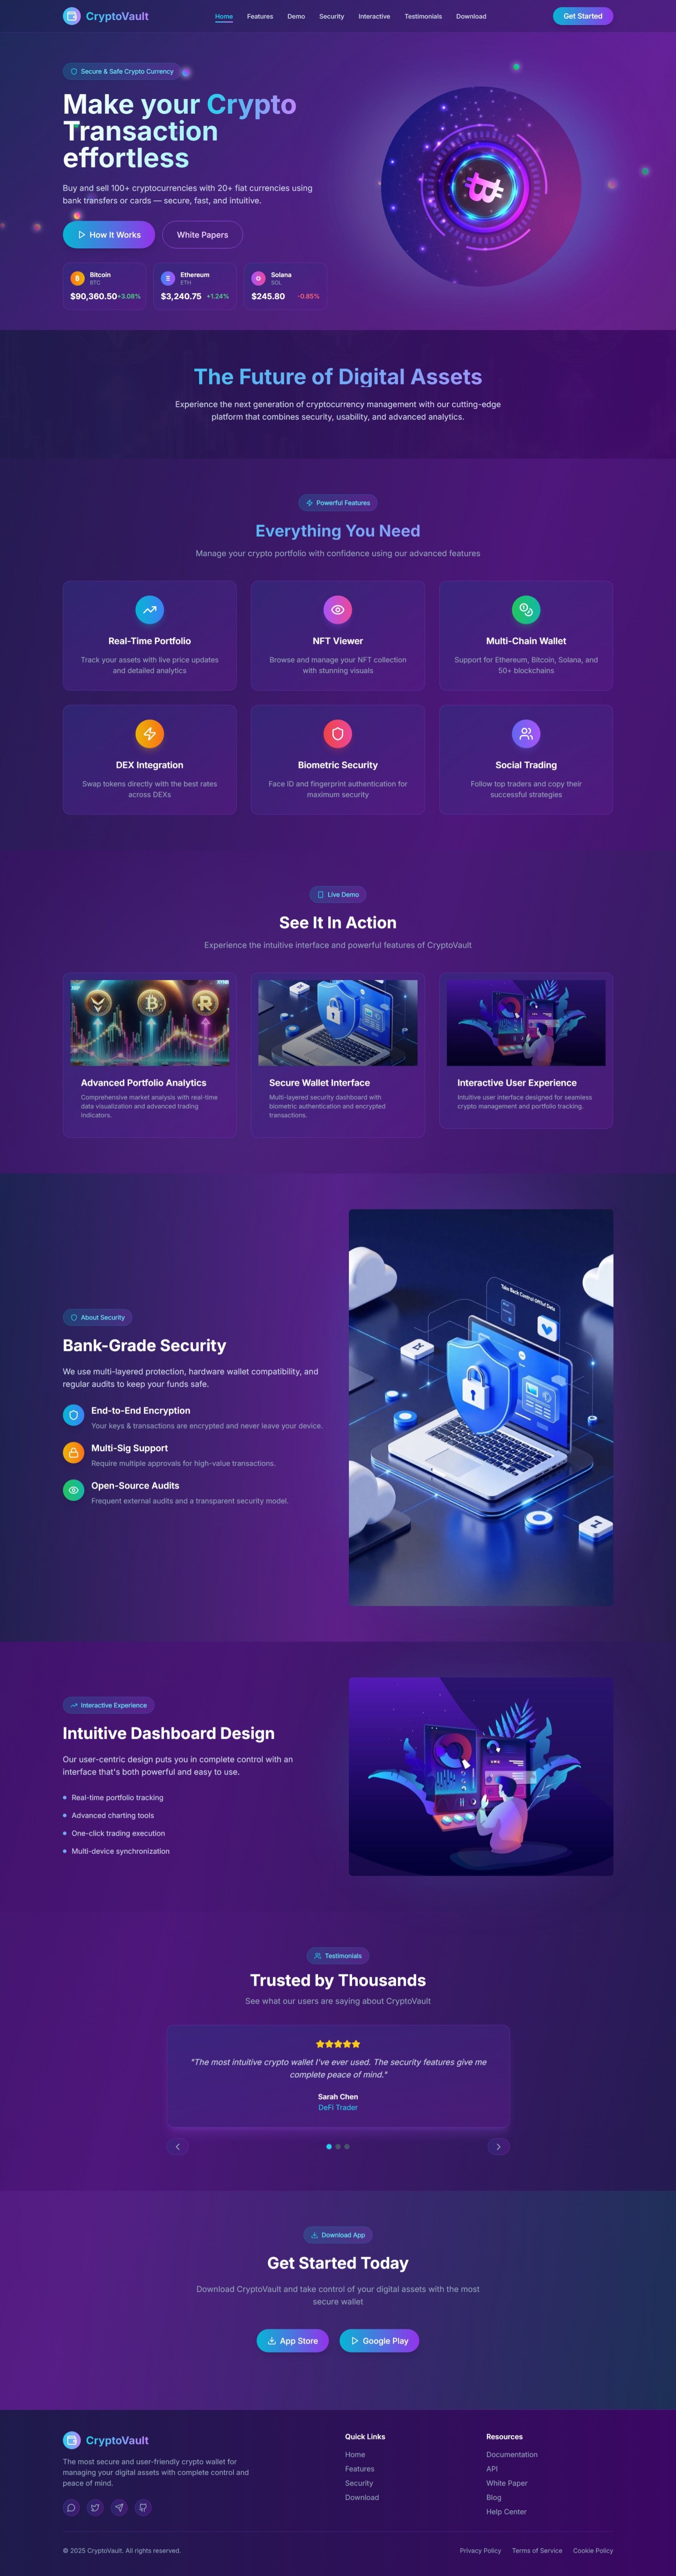 CryptoVault
Home Features Demo Security Interactive Testimonials Download
Get Started
Secure & Safe Crypto Currency
Make your Crypto
Transaction
effortless
Buy and sell 100+ cryptocurrencies with 20+ fiat currencies using
bank transfers or cards — secure, fast, and intuitive.
How It Works
White Papers
Bitcoin
BTC
$90,360.50 +3.08%
Ethereum
ETH
$3,240.75 +1.24%
Solana
SOL
$245.80 -0.85%
The Future of Digital Assets
Experience the next generation of cryptocurrency management with our cutting-edge
platform that combines security, usability, and advanced analytics.
Powerful Features
Everything You Need
Manage your crypto portfolio with confidence using our advanced features
Real-Time Portfolio
Track your assets with live price updates
and detailed analytics
NFT Viewer
Browse and manage your NFT collection
with stunning visuals
Multi-Chain Wallet
Support for Ethereum, Bitcoin, Solana, and
50+ blockchains
DEX Integration
Swap tokens directly with the best rates
across DEXs
Biometric Security
Face ID and fingerprint authentication for
maximum security
Social Trading
Follow top traders and copy their
successful strategies
Live Demo
See It In Action
Experience the intuitive interface and powerful features of CryptoVault
Advanced Portfolio Analytics
Comprehensive market analysis with real-time
data visualization and advanced trading
indicators.
Secure Wallet Interface
Multi-layered security dashboard with
biometric authentication and encrypted
transactions.
Interactive User Experience
Intuitive user interface designed for seamless
crypto management and portfolio tracking.
About Security
Bank-Grade Security
We use multi-layered protection, hardware wallet compatibility, and
regular audits to keep your funds safe.
End-to-End Encryption
Your keys & transactions are encrypted and never leave your device.
Multi-Sig Support
Require multiple approvals for high-value transactions.
Open-Source Audits
Frequent external audits and a transparent security model.
Take Back Control Of
Data
Interactive Experience
Intuitive Dashboard Design
Our user-centric design puts you in complete control with an
interface that's both powerful and easy to use.
Real-time portfolio tracking
Advanced charting tools
One-click trading execution
Multi-device synchronization
Testimonials
Trusted by Thousands
See what our users are saying about CryptoVault
"The most intuitive crypto wallet I've ever used. The security features give me
complete peace of mind."
Sarah Chen
DeFi Trader
Download App
Get Started Today
Download CryptoVault and take control of your digital assets with the most
secure wallet
App Store
Google Play
CryptoVault
The most secure and user-friendly crypto wallet for
managing your digital assets with complete control and
peace of mind.
Quick Links
Home
Features
Security
Download
Resources
Documentation
API
White Paper
Blog
Help Center
© 2025 CryptoVault. All rights reserved.
Privacy Policy Terms of Service Cookie Policy